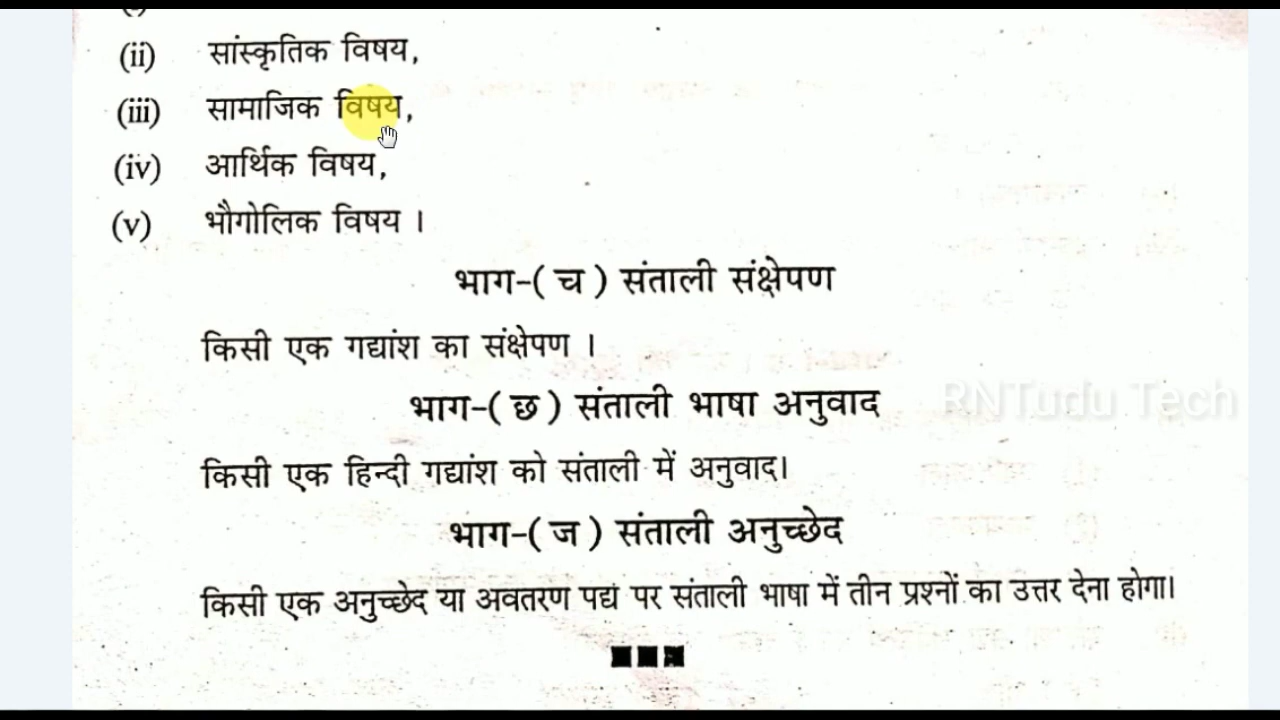 (ii) सांस्कृतिक विषय,
(iii) सामाजिक विषय,
(iv) आर्थिक विषय,
(v) भौगोलिक विषय ।
भाग-( च ) संताली संक्षेपण
किसी एक गद्यांश का संक्षेपण ।
भाग-( छ ) संताली भाषा अनुवाद
RNTudu Tech
किसी एक हिन्दी गद्यांश को संताली में अनुवाद।
भाग-( ज ) संताली अनुच्छेद
किसी एक अनुच्छेद या अवतरण पद्य पर संताली भाषा में तीन प्रश्नों का उत्तर देना होगा।